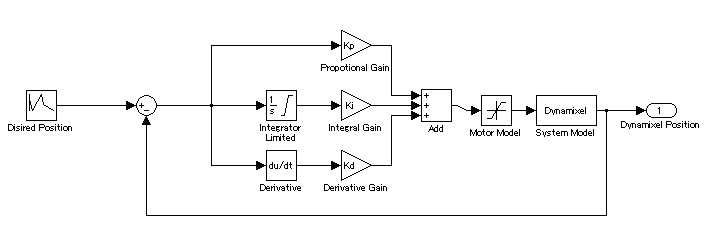 Kp
Propotional Gain
+
-
1
s
Ki
+
+
+
Dynamixel
1
Disired Position
Integrator
Limited
Integral Gain
Add
Motor Model
System Model
Dynamixel Position
du/dt
Kd
Derivative
Derivative Gain